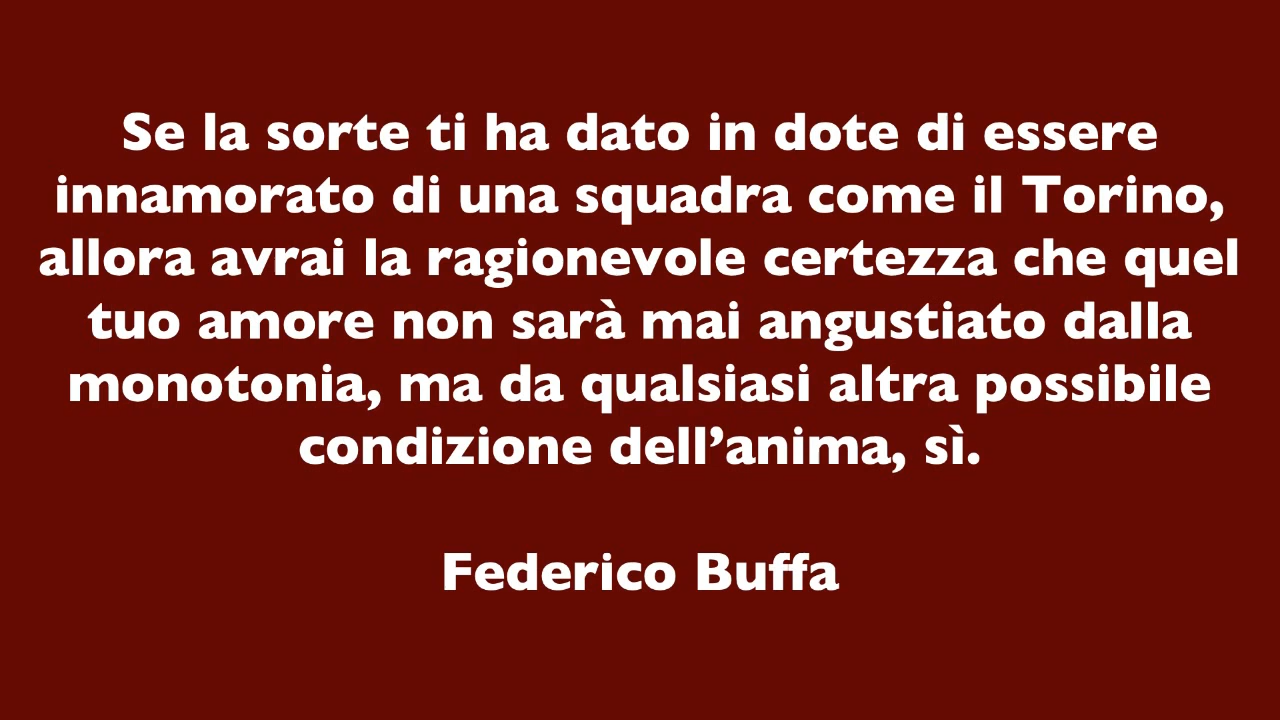 Se la sorte ti ha dato in dote di essere
innamorato di una squadra come il Torino,
allora avrai la ragionevole certezza che quel
tuo amore non sarà mai angustiato dalla
monotonia, ma da qualsiasi altra possibile
condizione dell’anima, sì.
Federico Buffa